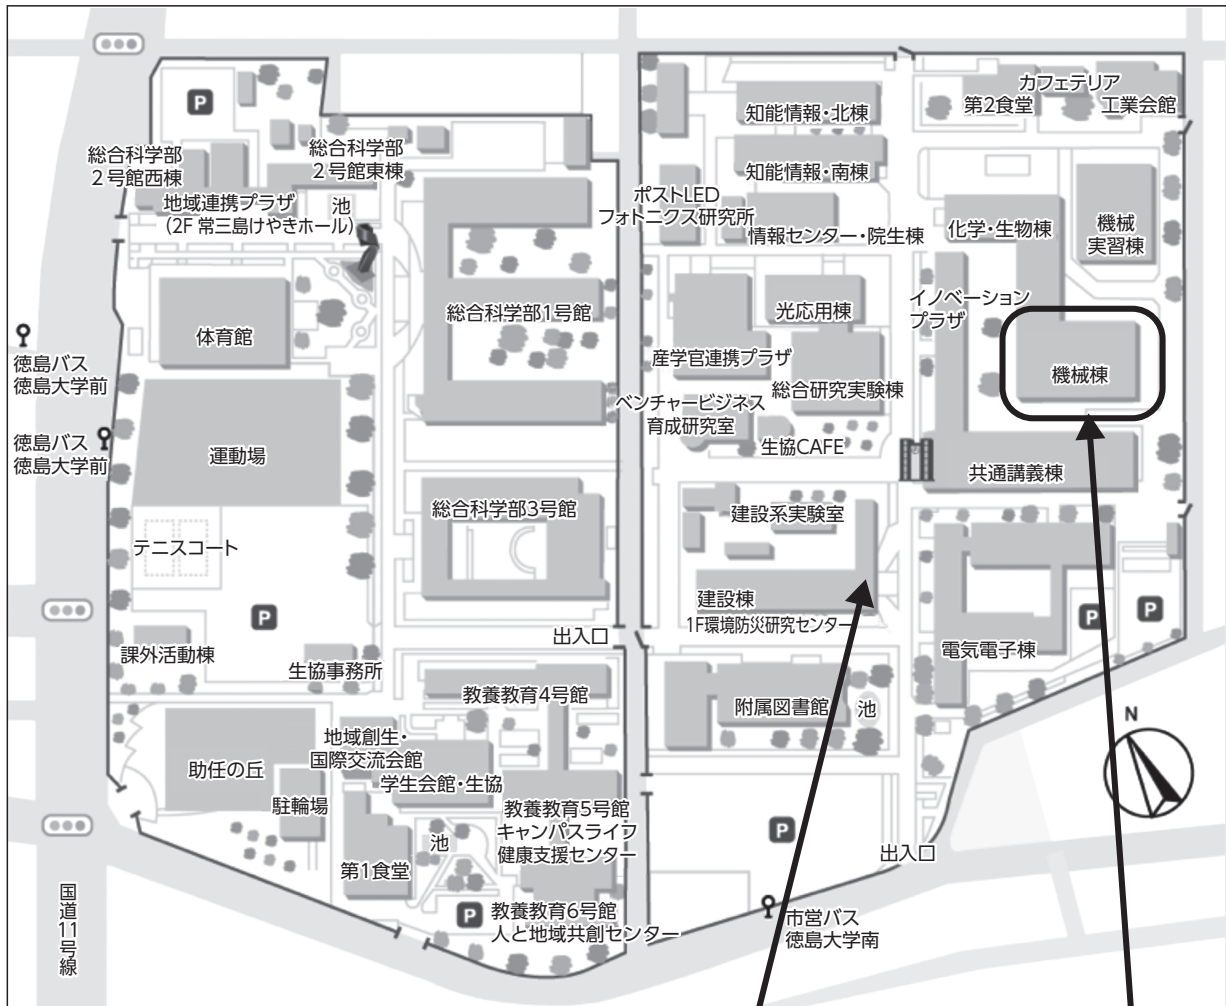 P
カフェテリア
第2食堂
工業会館
知能情報・北棟
総合科学部
2号館西棟
総合科学部
2号館東棟
知能情報・南棟
地域連携プラザ
(2F 常三島けやきホール)
池
ポストLED
フォトニクス研究所
情報センター・院生棟
化学・生物棟
機械
実習棟
体育館
総合科学部1号館
光応用棟
イノベーション
プラザ
徳島バス
徳島大学前
産学官連携プラザ
総合研究実験棟
機械棟
ベンチャービジネス
育成研究室
徳島バス
徳島大学前
運動場
生協CAFE
共通講義棟
総合科学部3号館
建設系実験室
テニスコート
P
建設棟
1F環境防災研究センター
P
P
出入口
課外活動棟
生協事務所
電気電子棟
教養教育4号館
附属図書館
池
N
地域創生・
国際交流会館
学生会館・生協
助任の丘
駐輪場
教養教育5号館
キャンパスライフ
健康支援センター
池
第1食堂
P
出入口
国道11号線
P
教養教育6号館
人と地域共創センター
市営バス
徳島大学南